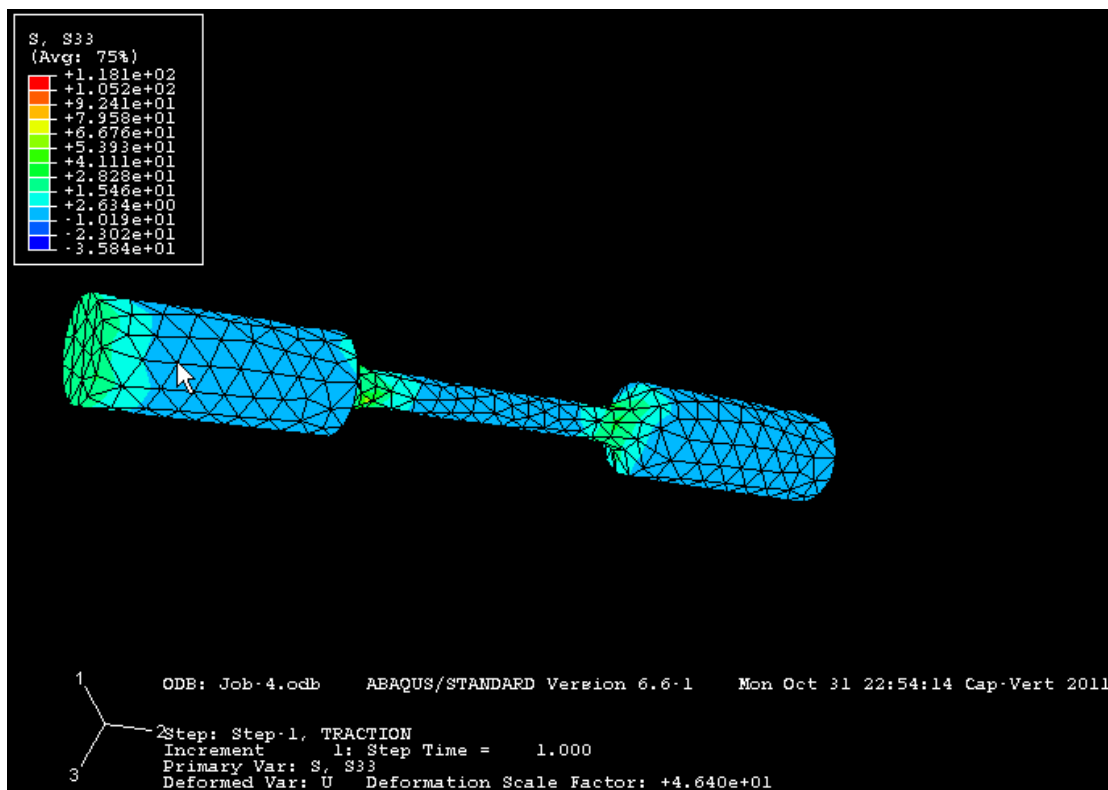 S, S33
(Avg: 75%)
+1.181e+02
+1.052e+02
+9.241e+01
+7.958e+01
+6.676e+01
+5.393e+01
+4.111e+01
+2.828e+01
+1.546e+01
+2.634e+00
-1.019e+01
-2.302e+01
-3.584e+01
1
2
3
ODB: Job-4.odb ABAQUS/STANDARD Version 6.6-1 Mon Oct 31 22:54:14 Cap-Vert 2011
Step: Step-1, TRACTION
Increment 1: Step Time = 1.000
Primary Var: S, S33
Deformed Var: U Deformation Scale Factor: +4.640e+01